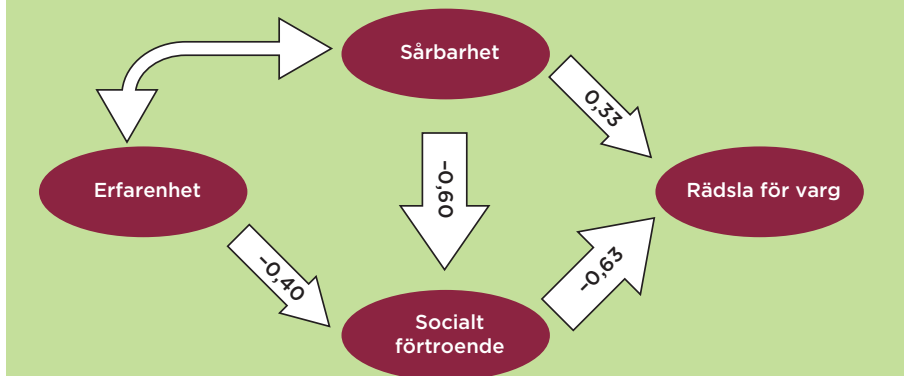 Sårbarhet
0,33
Erfarenhet
–0,60
Rädsla för varg
–0,40
–0,63
Socialt
förtroende